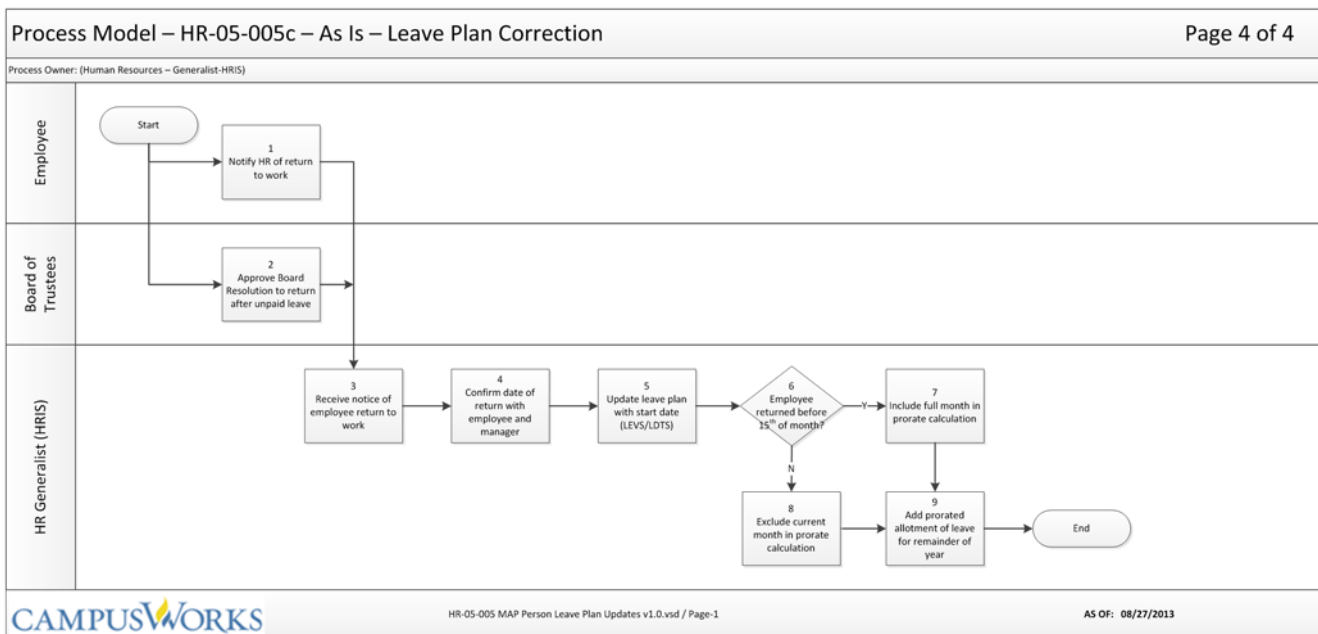 Process Model – HR-05-005c – As Is – Leave Plan Correction
Page 4 of 4
Process Owner: (Human Resources – Generalist-HRIS)
Employee
Start
1
Notify HR of return
to work
Board of
Trustees
2
Approve Board
Resolution to return
after unpaid leave
HR Generalist (HRIS)
3
Receive notice of
employee return to
work
4
Confirm date of
return with
employee and
manager
5
Update leave plan
with start date
(LEVS/LDTS)
6
Employee
returned before
15th of month?
Y
7
Include full month in
prorate calculation
N
8
Exclude current
month in prorate
calculation
9
Add prorated
allotment of leave
for remainder of
year
End
CAMPUSWORKS
HR-05-005 MAP Person Leave Plan Updates v1.0.vsd / Page-1
AS OF: 08/27/2013